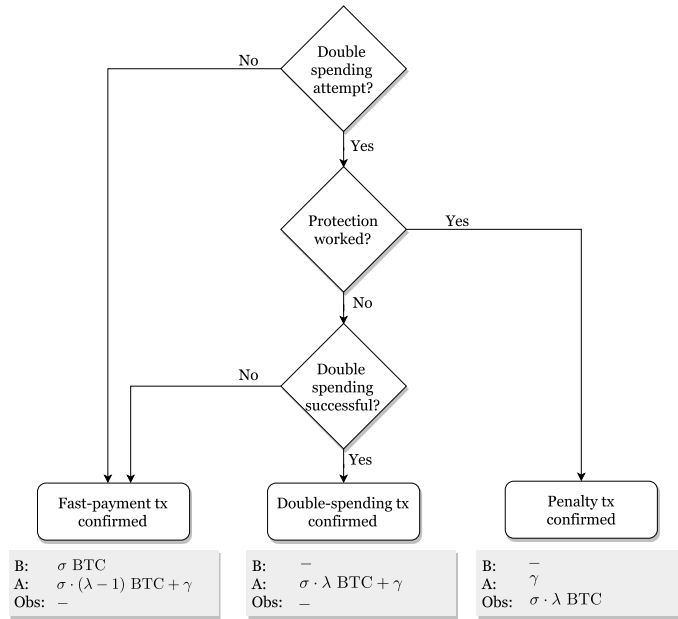 Double
spending
attempt?
No
Yes
Protection
worked?
Yes
No
Double
spending
successful?
No
Yes
Fast-payment tx
confirmed
Double-spending tx
confirmed
Penalty tx
confirmed
B: σ BTC
A: σ · (λ − 1) BTC + γ
Obs: −
B: −
A: σ · λ BTC + γ
Obs: −
B: −
A: γ
Obs: σ · λ BTC